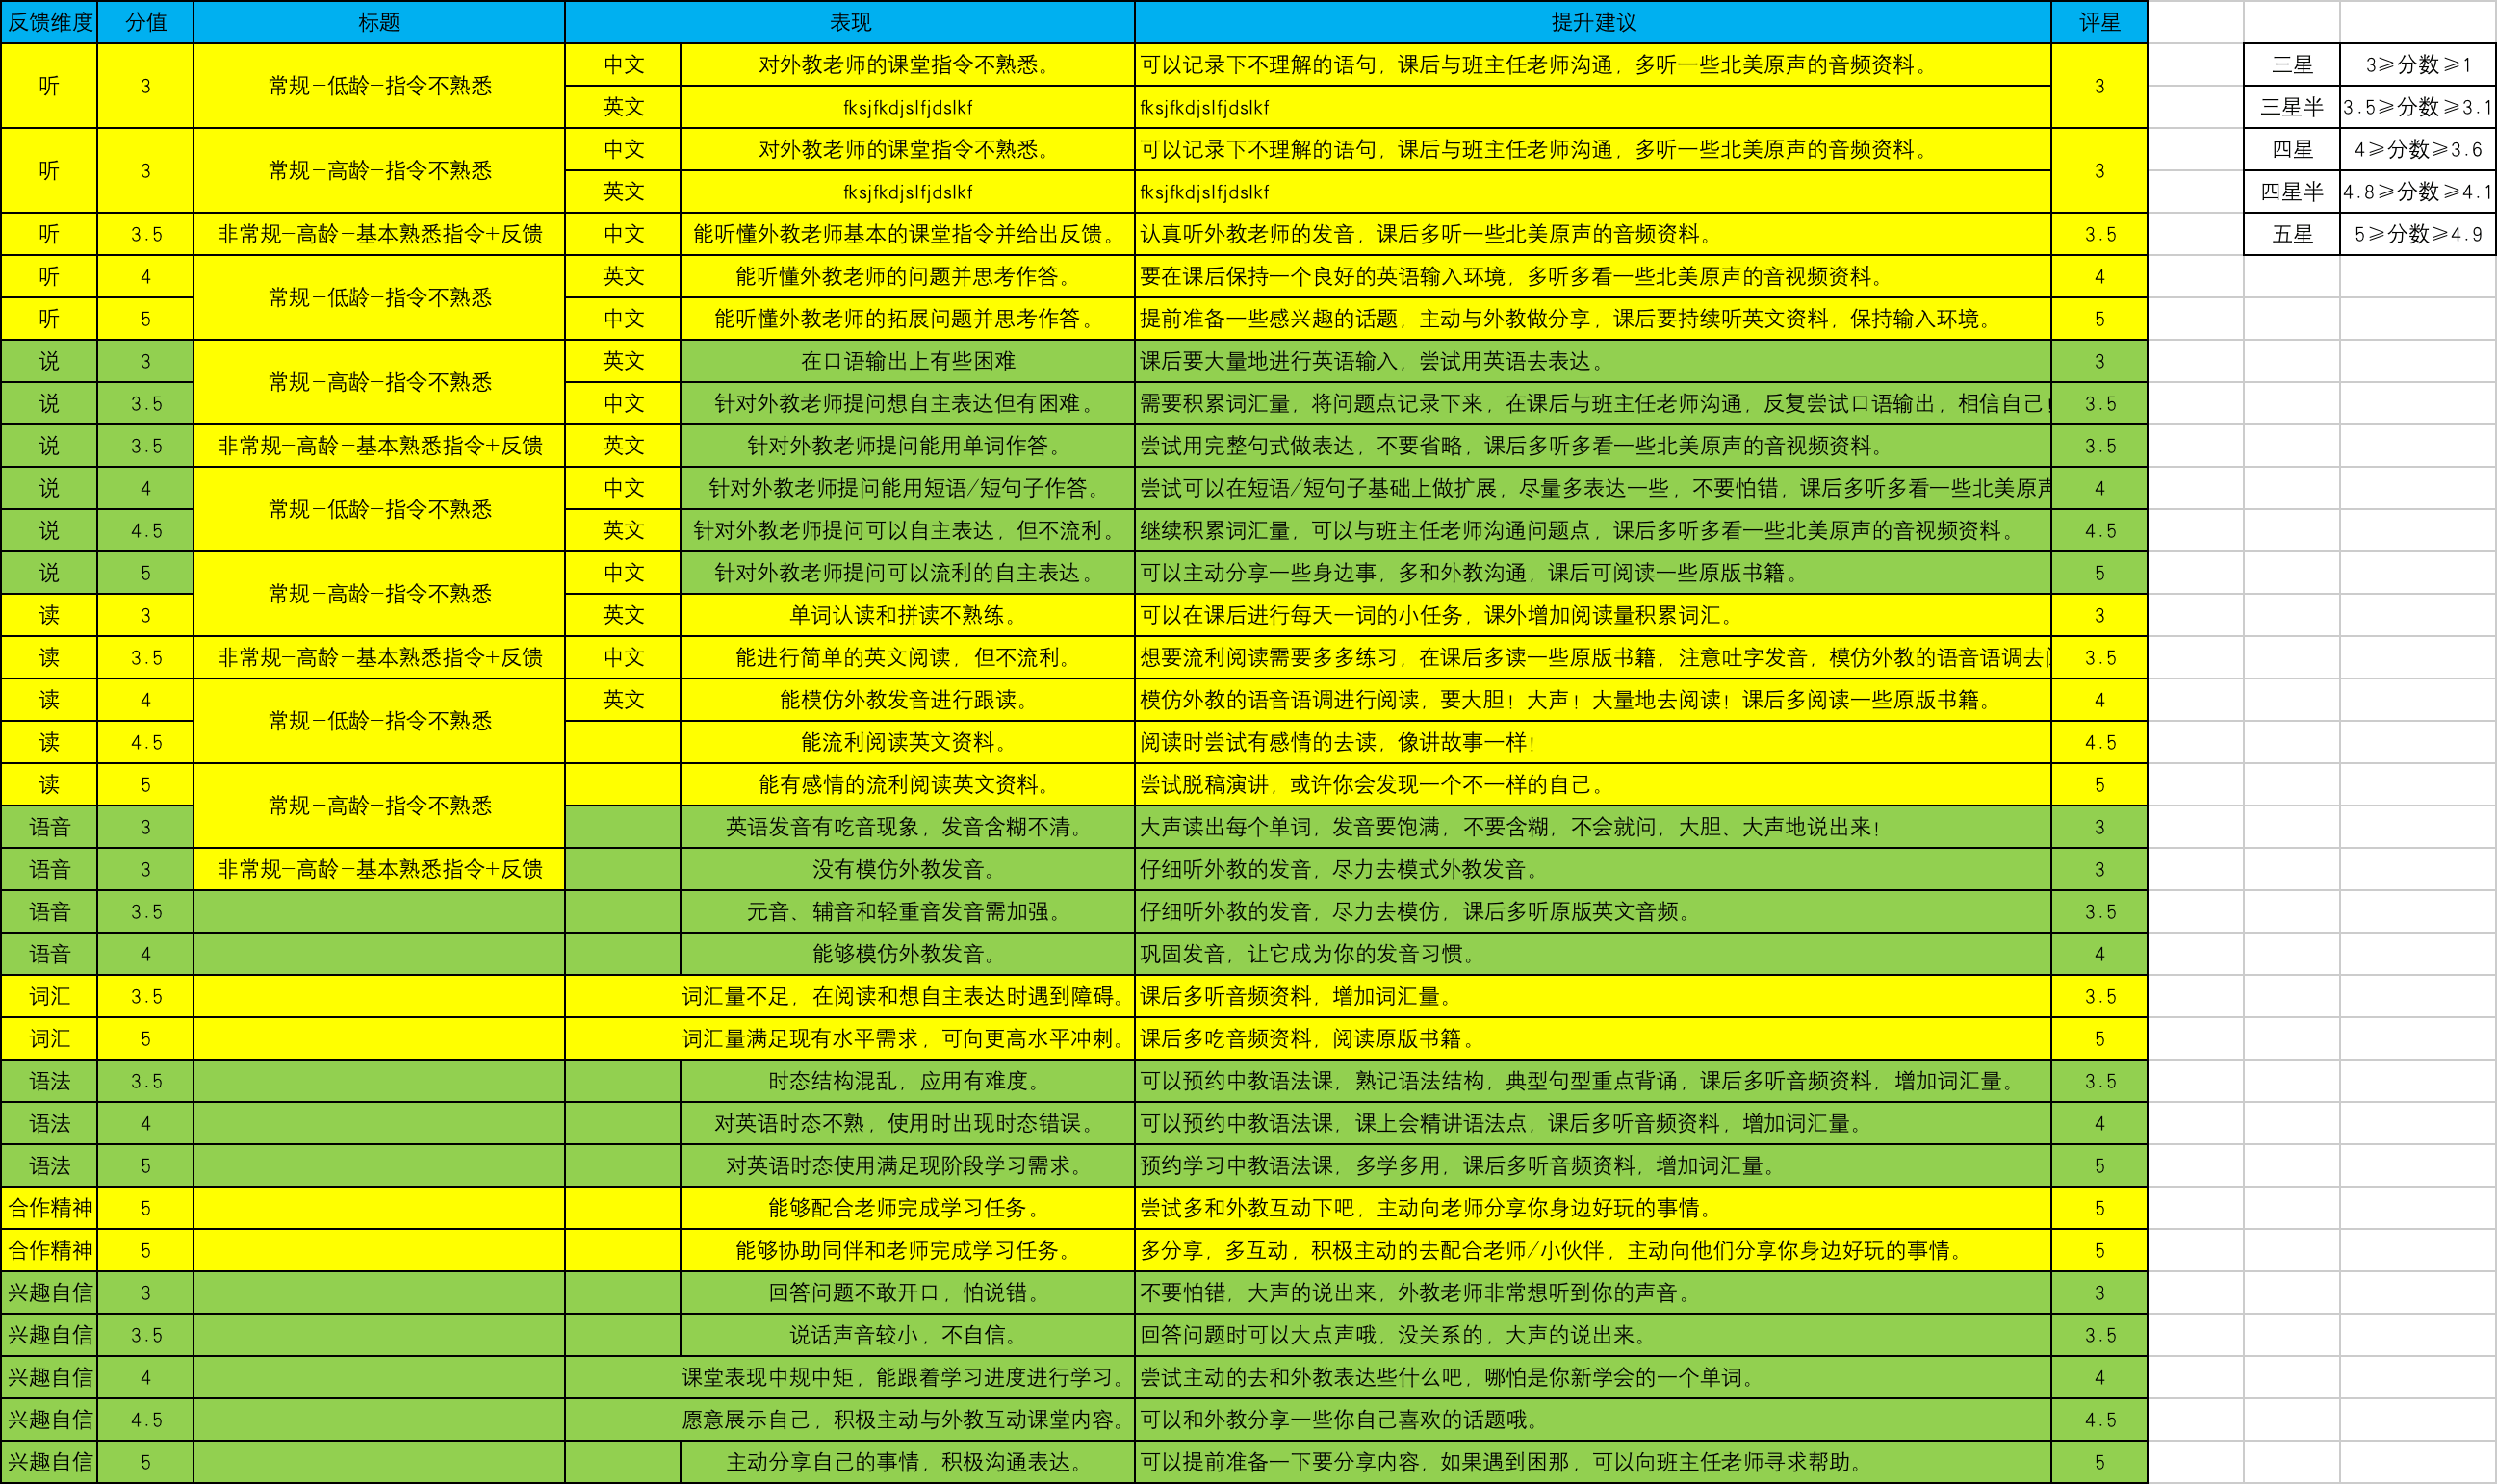 反馈维度 分值 标题 表现 提升建议 评星
听 3 常规-低龄-指令不熟悉 中文 对外教老师的课堂指令不熟悉。 可以记录下不理解的语句，课后与班主任老师沟通，多听一些北美原声的音频资料。 3 三星 3≥分数≥1
英文 fksjfkdjslfjdslkf fksjfkdjslfjdslkf 三星半 3.5≥分数≥3.1
听 3 常规-高龄-指令不熟悉 中文 对外教老师的课堂指令不熟悉。 可以记录下不理解的语句，课后与班主任老师沟通，多听一些北美原声的音频资料。 3 四星 4≥分数≥3.6
英文 fksjfkdjslfjdslkf fksjfkdjslfjdslkf 四星半 4.8≥分数≥4.1
听 3.5 非常规-高龄-基本熟悉指令+反馈 中文 能听懂外教老师基本的课堂指令并给出反馈。 认真听外教老师的发音，课后多听一些北美原声的音频资料。 3.5 五星 5≥分数≥4.9
听 4 常规-低龄-指令不熟悉 英文 能听懂外教老师的问题并思考作答。 要在课后保持一个良好的英语输入环境，多听多看一些北美原声的音视频资料。 4
听 5 中文 能听懂外教老师的拓展问题并思考作答。 提前准备一些感兴趣的话题，主动与外教做分享，课后要持续听英文资料，保持输入环境。 5
说 3 常规-高龄-指令不熟悉 英文 在口语输出上有些困难 课后要大量地进行英语输入，尝试用英语去表达。 3
说 3.5 中文 针对外教老师提问想自主表达但有困难。 需要积累词汇量，将问题点记录下来，在课后与班主任老师沟通，反复尝试口语输出，相信自己！ 3.5
说 3.5 非常规-高龄-基本熟悉指令+反馈 英文 针对外教老师提问能用单词作答。 尝试用完整句式做表达，不要省略，课后多听多看一些北美原声的音视频资料。 3.5
说 4 常规-低龄-指令不熟悉 中文 针对外教老师提问能用短语/短句子作答。 尝试可以在短语/短句子基础上做扩展，尽量多表达一些，不要怕错，课后多听多看一些北美原声 4
说 4.5 英文 针对外教老师提问可以自主表达，但不流利。 继续积累词汇量，可以与班主任老师沟通问题点，课后多听多看一些北美原声的音视频资料。 4.5
说 5 常规-高龄-指令不熟悉 中文 针对外教老师提问可以流利的自主表达。 可以主动分享一些身边事，多和外教沟通，课后可阅读一些原版书籍。 5
读 3 英文 单词认读和拼读不熟练。 可以在课后进行每天一词的小任务，课外增加阅读量积累词汇。 3
读 3.5 非常规-高龄-基本熟悉指令+反馈 中文 能进行简单的英文阅读，但不流利。 想要流利阅读需要多多练习，在课后多读一些原版书籍，注意吐字发音，模仿外教的语音语调去 3.5
读 4 常规-低龄-指令不熟悉 英文 能模仿外教发音进行跟读。 模仿外教的语音语调进行阅读，要大胆！大声！大量地去阅读！课后多阅读一些原版书籍。 4
读 4.5 能流利阅读英文资料。 阅读时尝试有感情的去读，像讲故事一样！ 4.5
读 5 常规-高龄-指令不熟悉 能有感情的流利阅读英文资料。 尝试脱稿演讲，或许你会发现一个不一样的自己。 5
语音 3 英语发音有吃音现象，发音含糊不清。 大声读出每个单词，发音要饱满，不要含糊，不会就问，大胆、大声地说出来！ 3
语音 3 非常规-高龄-基本熟悉指令+反馈 没有模仿外教发音。 仔细听外教的发音，尽力去模式外教发音。 3
语音 3.5 元音、辅音和轻重音发音需加强。 仔细听外教的发音，尽力去模仿，课后多听原版英文音频。 3.5
语音 4 能够模仿外教发音。 巩固发音，让它成为你的发音习惯。 4
词汇 3.5 词汇量不足，在阅读和想自主表达时遇到障碍。 课后多听音频资料，增加词汇量。 3.5
词汇 5 词汇量满足现有水平需求，可向更高水平冲刺。 课后多吃音频资料，阅读原版书籍。 5
语法 3.5 时态结构混乱，应用有难度。 可以预约中教语法课，熟记语法结构，典型句型重点背诵，课后多听音频资料，增加词汇量。 3.5
语法 4 对英语时态不熟，使用时出现时态错误。 可以预约中教语法课，课上会精讲语法点，课后多听音频资料，增加词汇量。 4
语法 5 对英语时态使用满足现阶段学习需求。 预约学习中教语法课，多学多用，课后多听音频资料，增加词汇量。 5
合作精神 5 能够配合老师完成学习任务。 尝试多和外教互动下吧，主动向老师分享你身边好玩的事情。 5
合作精神 5 能够协助同伴和老师完成学习任务。 多分享，多互动，积极主动的去配合老师/小伙伴，主动向他们分享你身边好玩的事情。 5
兴趣自信 3 回答问题不敢开口，怕说错。 不要怕错，大声的说出来，外教老师非常想听到你的声音。 3
兴趣自信 3.5 说话声音较小，不自信。 回答问题时可以大点声哦，没关系的，大声的说出来。 3.5
兴趣自信 4 课堂表现中规中矩，能跟着学习进度进行学习。 尝试主动的去和外教表达些什么吧，哪怕是你新学会的一个单词。 4
兴趣自信 4.5 愿意展示自己，积极主动与外教互动课堂内容。 可以和外教分享一些你自己喜欢的话题哦。 4.5
兴趣自信 5 主动分享自己的事情，积极沟通表达。 可以提前准备一下要分享内容，如果遇到困那，可以向班主任老师寻求帮助。 5